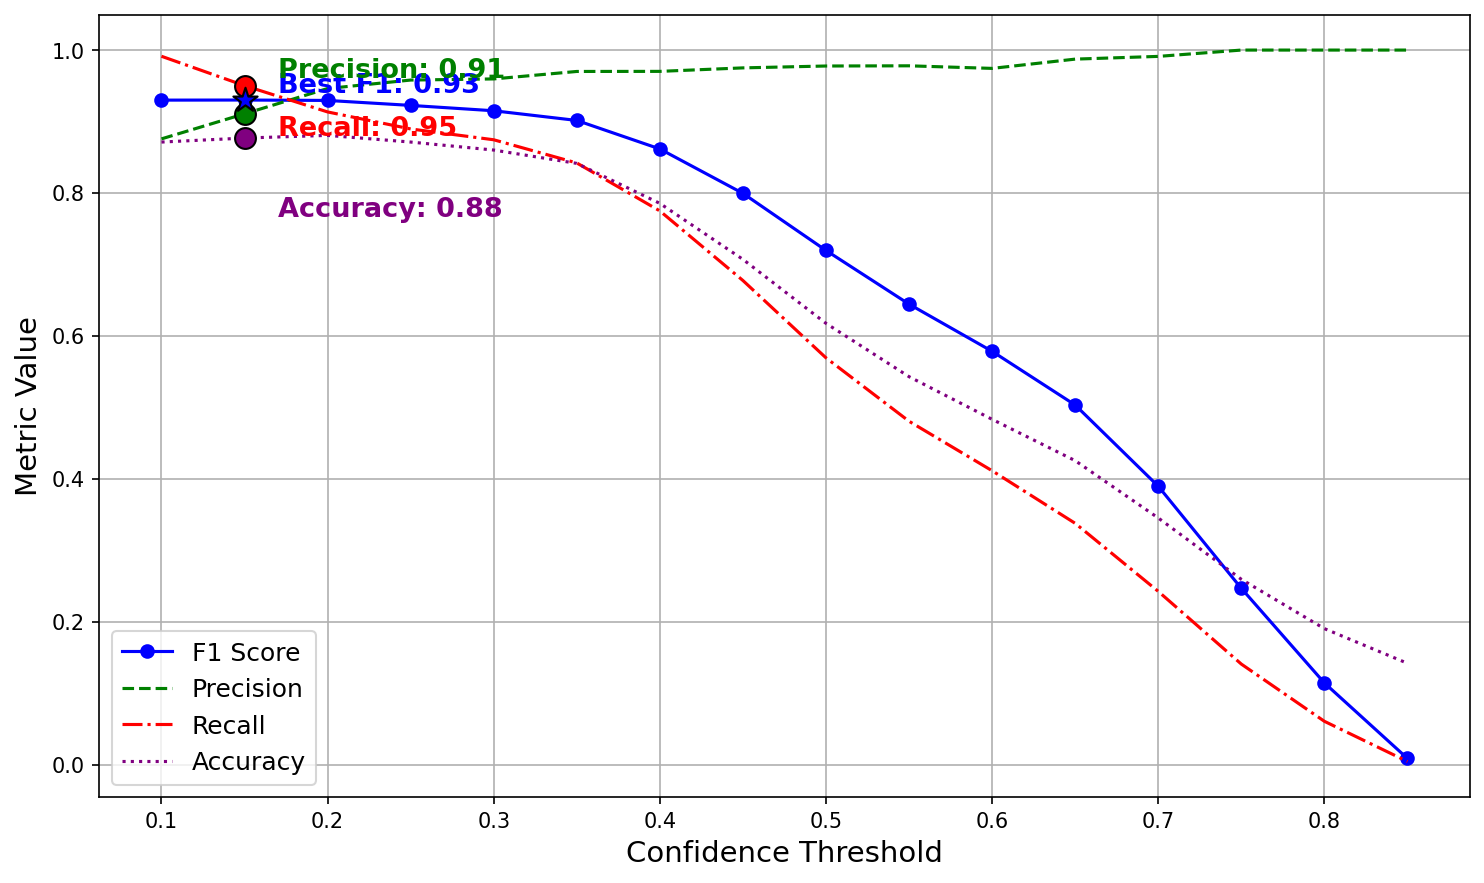 1.0
0.8
0.6
0.4
0.2
0.0
Metric Value
Precision: 0.91
Best F1: 0.93
Recall: 0.95
Accuracy: 0.88
F1 Score
Precision
Recall
Accuracy
0.1 0.2 0.3 0.4 0.5 0.6 0.7 0.8
Confidence Threshold